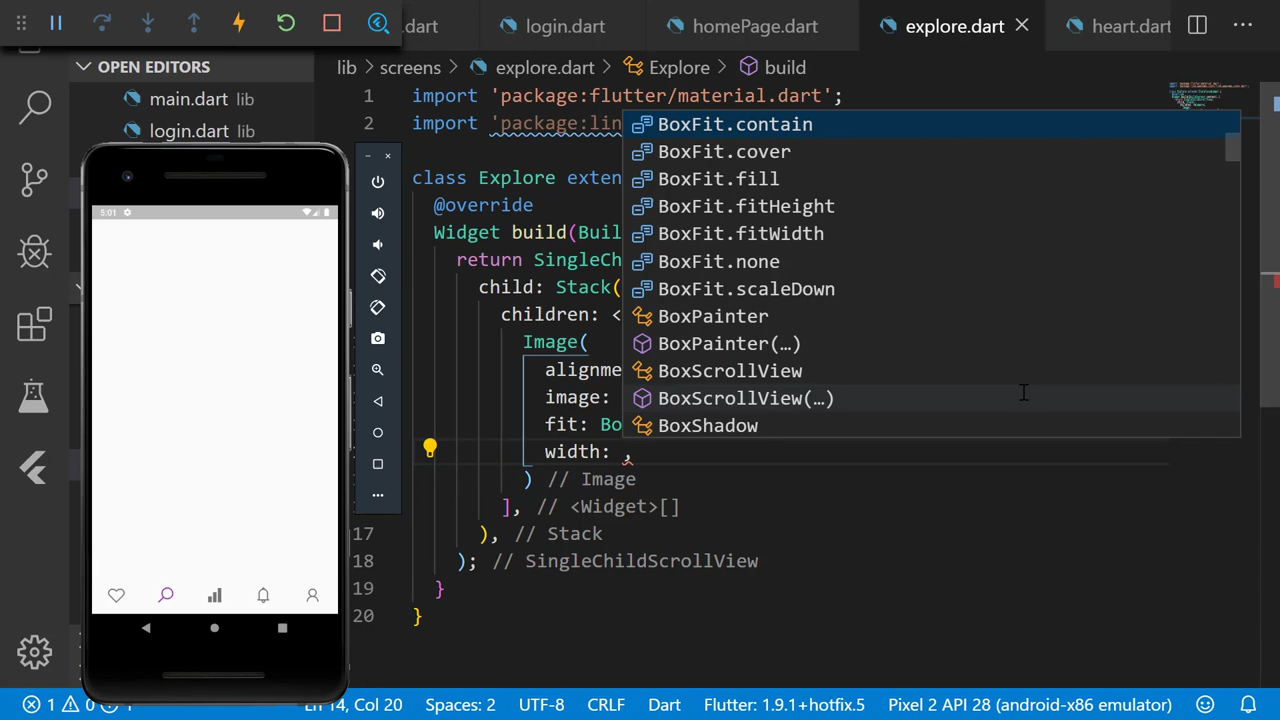 .dart
login.dart
homePage.dart
explore.dart
heart.dart
OPEN EDITORS
main.dart lib
login.dart lib
lib
screens
explore.dart
Explore
build
1 import 'package:flutter/material.dart';
2 import 'package:lin
class Explore exten
@override
Widget build(Buil
return SingleCh
child: Stack(
children: <
Image(
alignme
image:
fit: Bo
width: ,
) // Image
], // <Widget>[]
17 ), // Stack
18 ); // SingleChildScrollView
19 }
20 }
BoxFit.contain
BoxFit.cover
BoxFit.fill
BoxFit.fitHeight
BoxFit.fitWidth
BoxFit.none
BoxFit.scaleDown
BoxPainter
BoxPainter(…)
BoxScrollView
BoxScrollView(…)
BoxShadow
5:01
1
Ln 14, Col 20
Spaces: 2
UTF-8
CRLF
Dart
Flutter: 1.9.1+hotfix.5
Pixel 2 API 28 (android-x86 emulator)